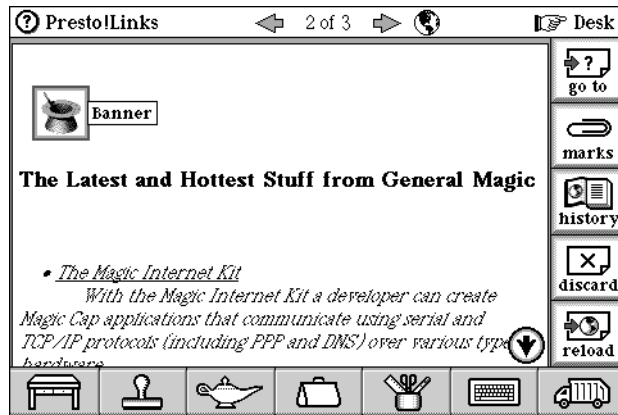 ? Presto!Links
2 of 3
Desk
?
go to
Banner
marks
The Latest and Hottest Stuff from General Magic
history
• The Magic Internet Kit
discard
With the Magic Internet Kit a developer can create
Magic Cap applications that communicate using serial and
TCP/IP protocols (including PPP and DNS) over various type
reload
hardware